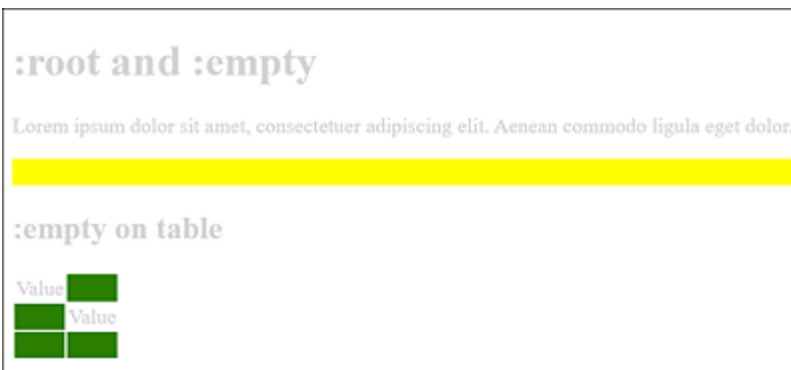 :root and :empty
Lorem ipsum dolor sit amet, consectetuer adipiscing elit. Aenean commodo ligula eget dolor.
:empty on table
Value
Value